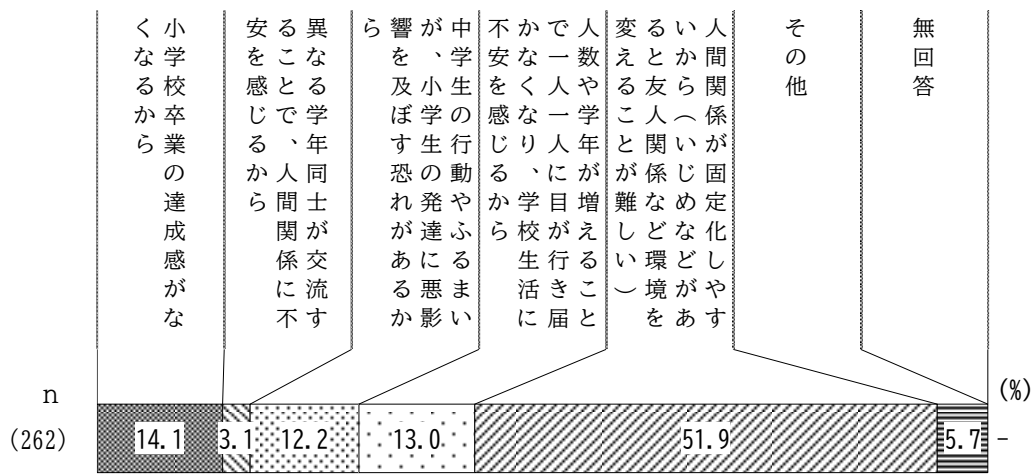 小学校卒業の達成感がな
くなるから
異なる学年同士が交流す
ることで、人間関係に不
安を感じるから
中学生の行動やふるまい
が、小学生の発達に悪影
響を及ぼす恐れがあるか
ら
人数や学年が増えること
で一人一人に目が行き届
かなくなり、学校生活に
不安を感じるから
人間関係が固定化しやす
いから（いじめなどがあ
ると友人関係など環境を
変えることが難しい）
その他
無回答
n
(%)
(262)
14.1
3.1
12.2
13.0
51.9
5.7
-